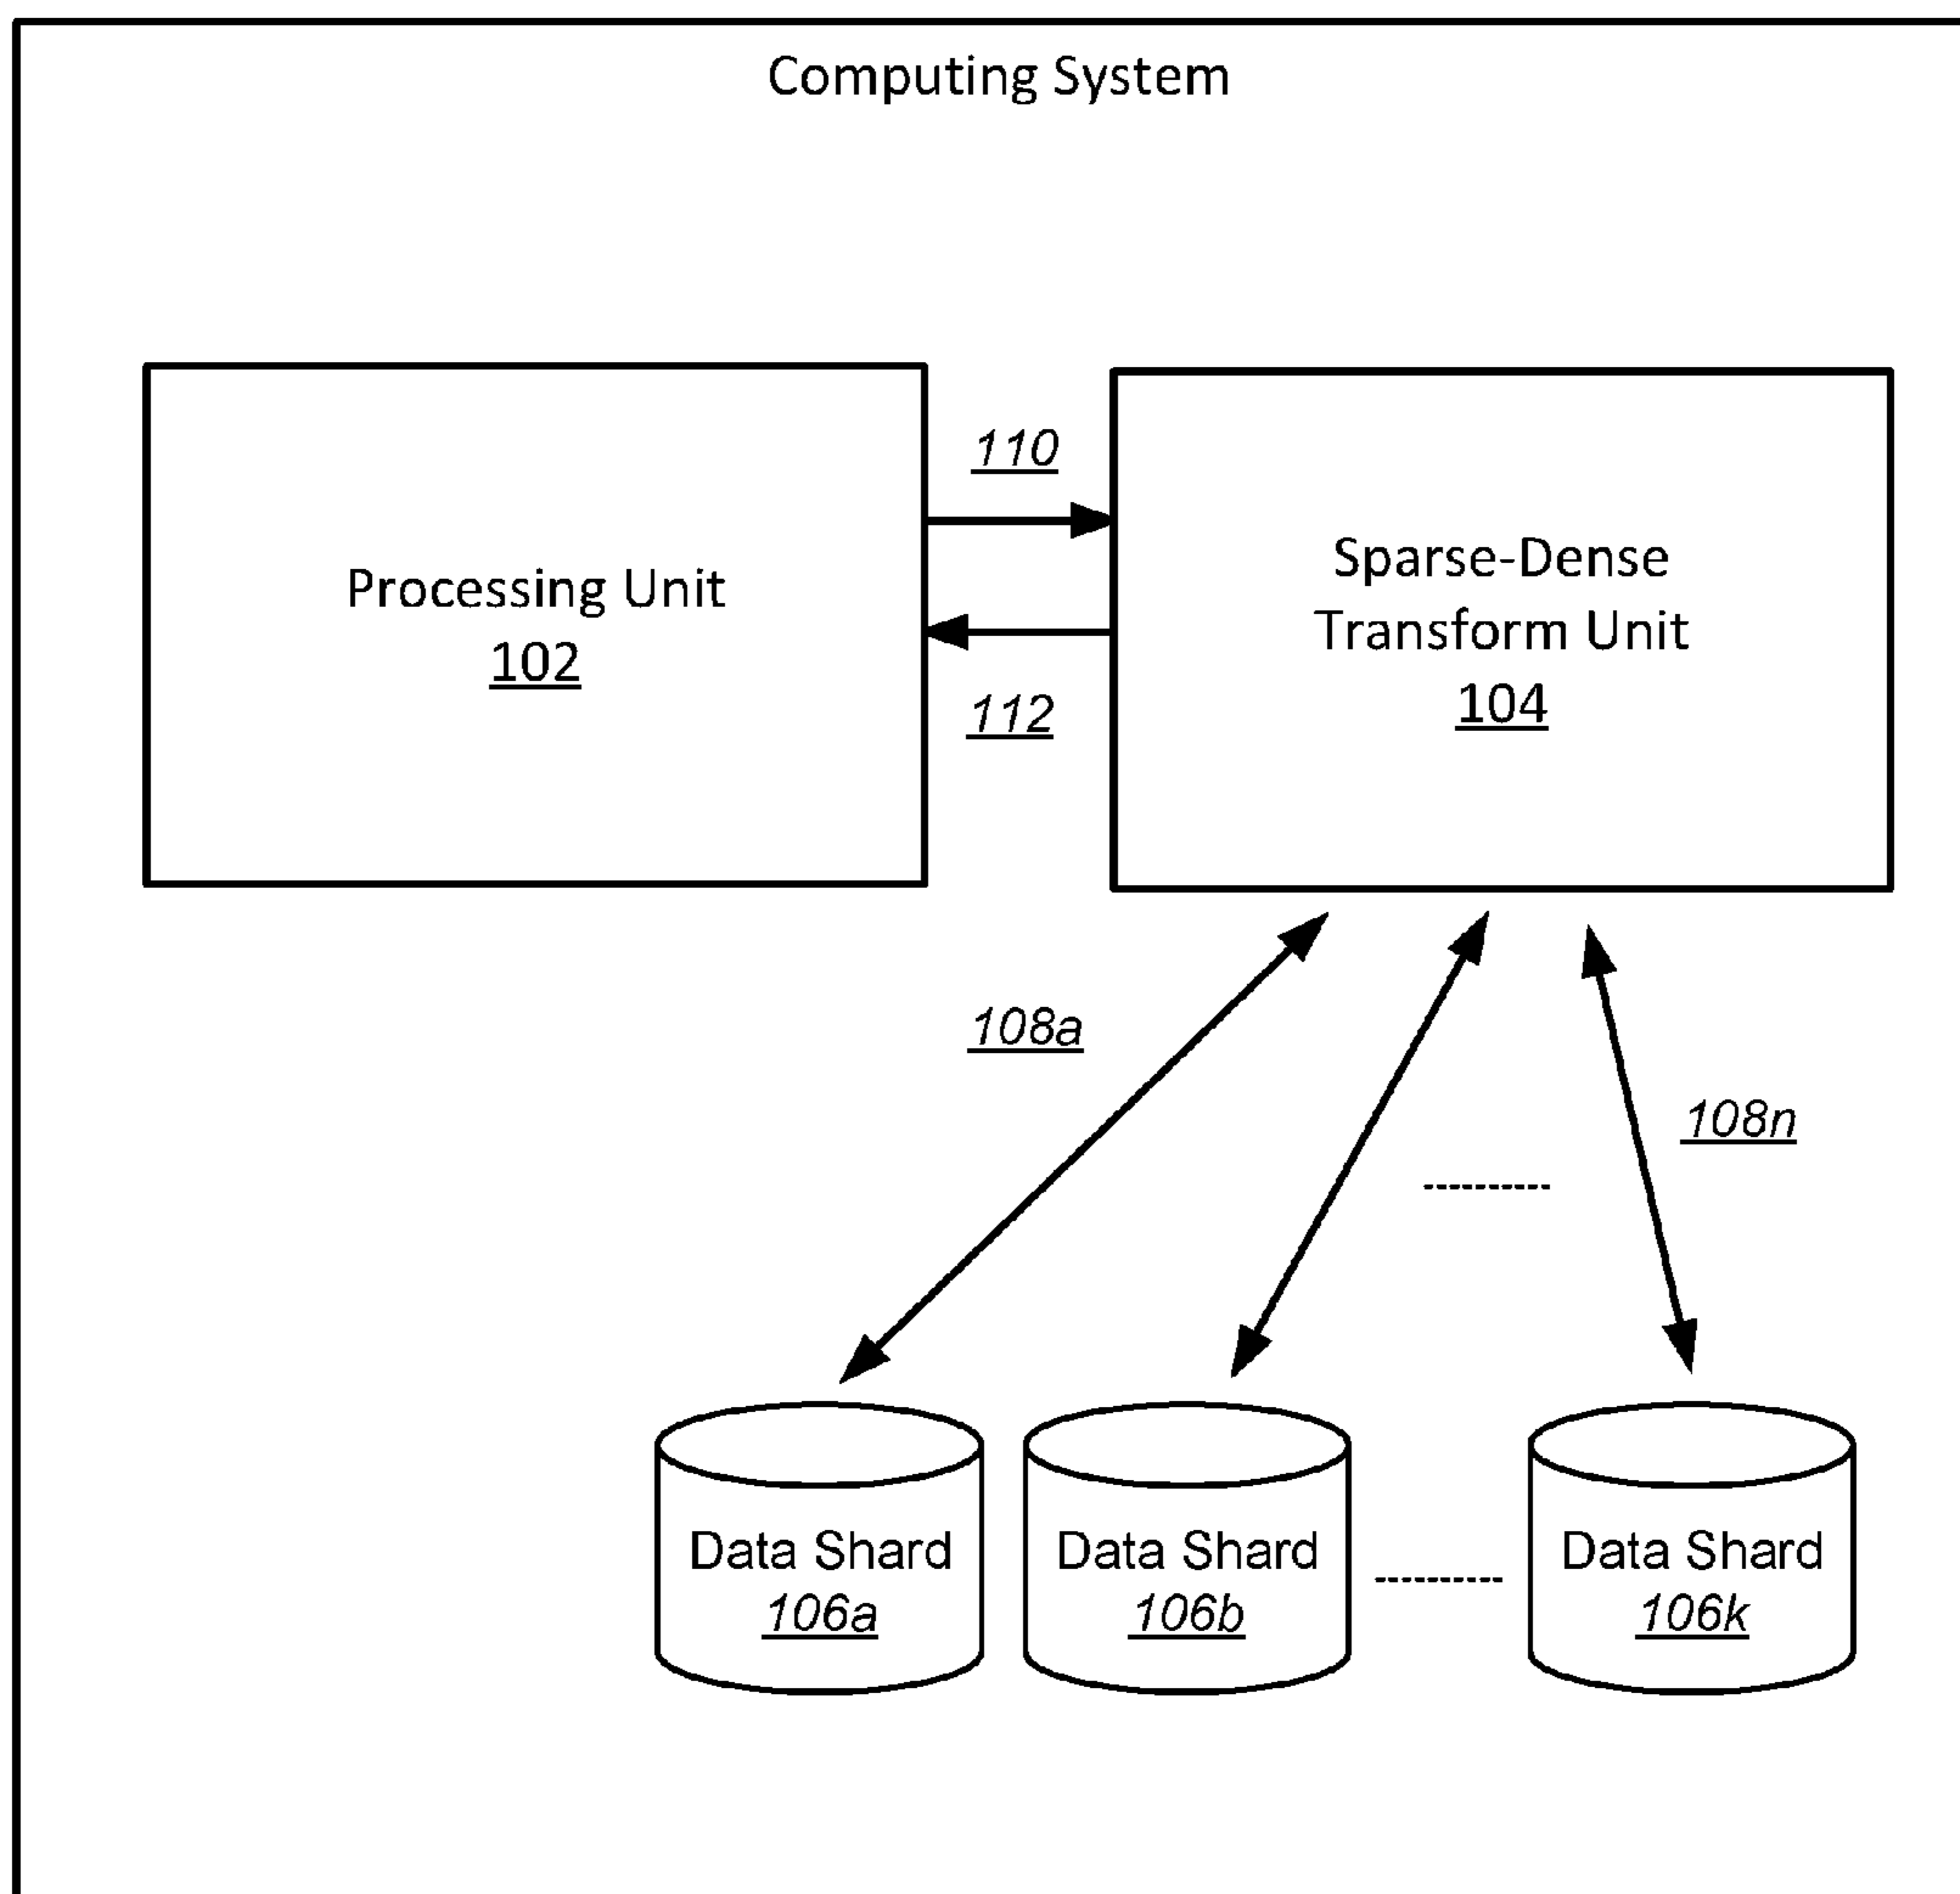 Computing System
110
Processing Unit
102
Sparse-Dense
Transform Unit
104
112
108a
108n
Data Shard
106a
Data Shard
106b
Data Shard
106k